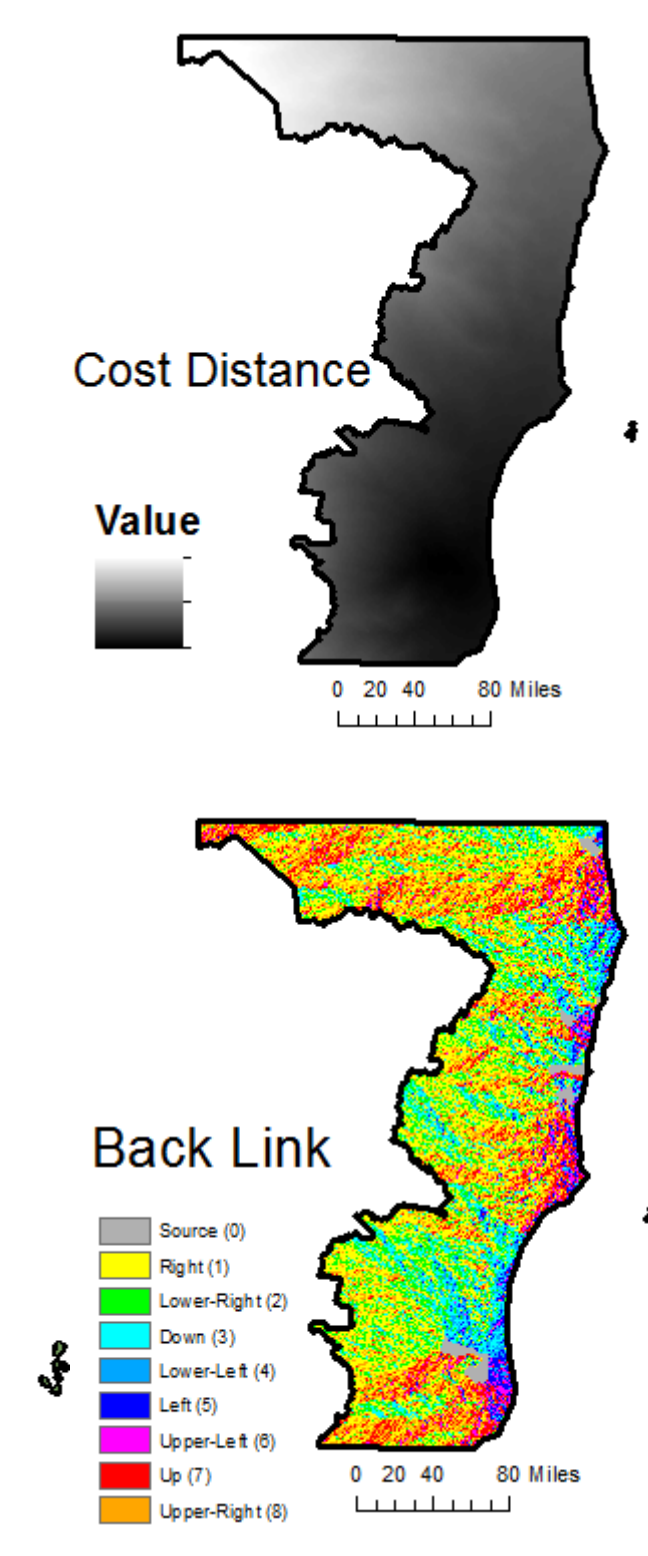 Cost Distance
Value
0 20 40 80 Miles
Back Link
Source (0)
Right (1)
Lower-Right (2)
Down (3)
Lower-Left (4)
Left (5)
Upper-Left (6)
Up (7)
Upper-Right (8)
0 20 40 80 Miles